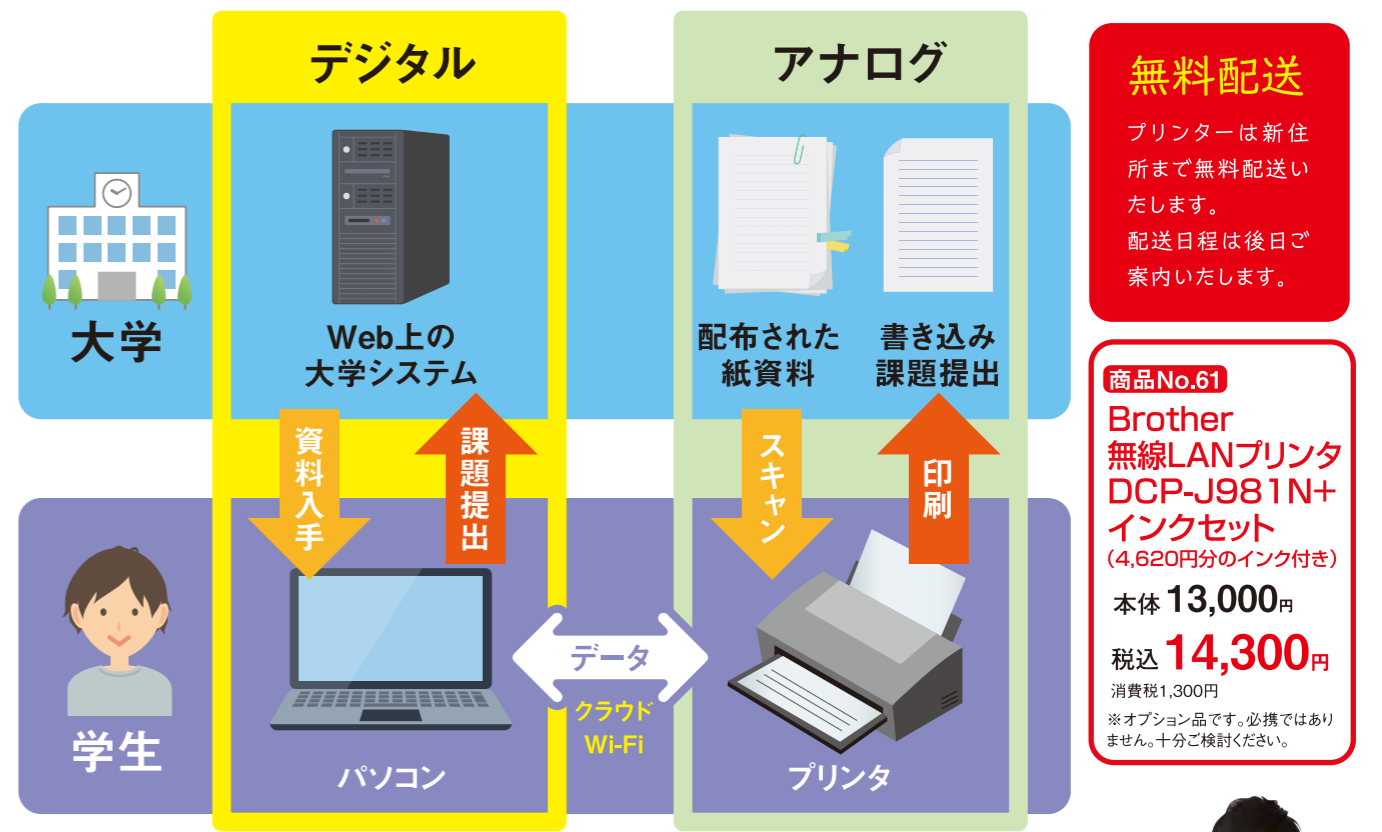 デジタル
アナログ
大学
Web上の
大学システム
配布された
紙資料
書き込み
課題提出
資料入手
課題提出
スキャン
印刷
学生
パソコン
データ
クラウド
Wi-Fi
プリンタ
無料配送
プリンターは新住
所まで無料配送い
たします。
配送日程は後日ご
案内いたします。
商品No.61
Brother
無線LANプリンタ
DCP-J981N+
インクセット
(4,620円分のインク付き)
本体13,000円
税込14,300円
消費税1,300円
※オプション品です。必携ではあり
ません。十分ご検討ください。